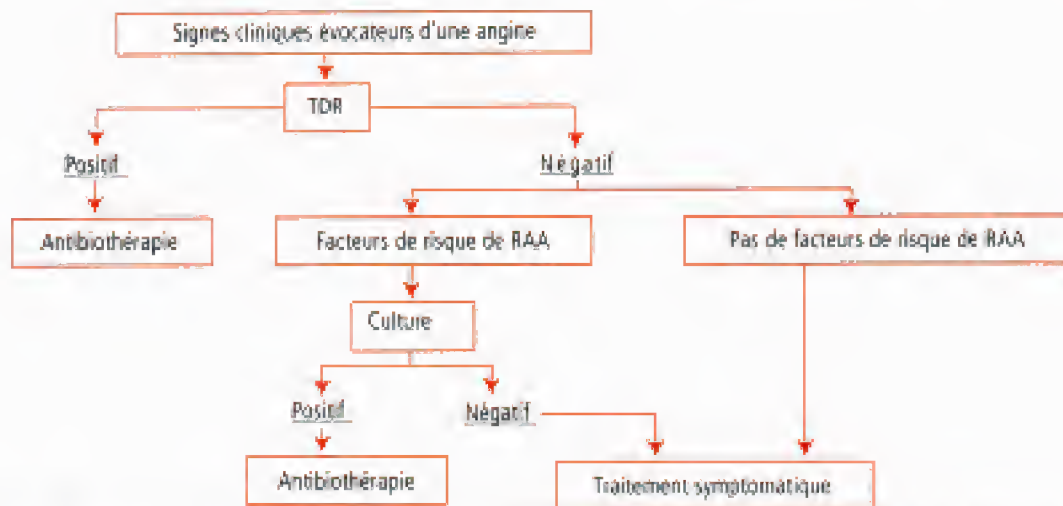 Signes cliniques évocateurs d'une angine
TDR
Positif
Négatif
Antibiothérapie
Facteurs de risque de RAA
Pas de facteurs de risque de RAA
Culture
Positif
Négatif
Antibiothérapie
Traitement symptomatique